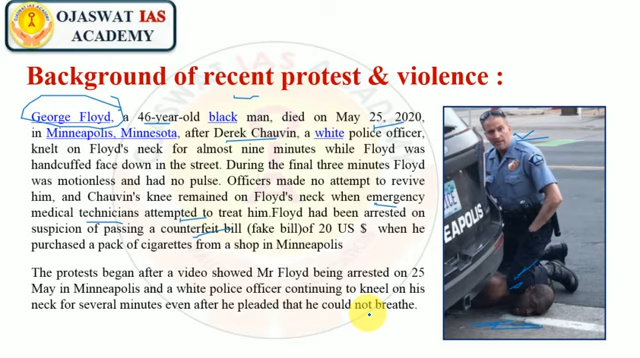 OJASWAT IAS
ACADEMY
Background of recent protest & violence :
George Floyd, a 46-year-old black man, died on May 25, 2020,
in Minneapolis, Minnesota, after Derek Chauvin, a white police officer,
knelt on Floyd's neck for almost nine minutes while Floyd was
handcuffed face down in the street. During the final three minutes Floyd
was motionless and had no pulse. Officers made no attempt to revive
him, and Chauvin's knee remained on Floyd's neck when emergency
medical technicians attempted to treat him.Floyd had been arrested on
suspicion of passing a counterfeit bill (fake bill)of 20 US $ when he
purchased a pack of cigarettes from a shop in Minneapolis
The protests began after a video showed Mr Floyd being arrested on 25
May in Minneapolis and a white police officer continuing to kneel on his
neck for several minutes even after he pleaded that he could not breathe.